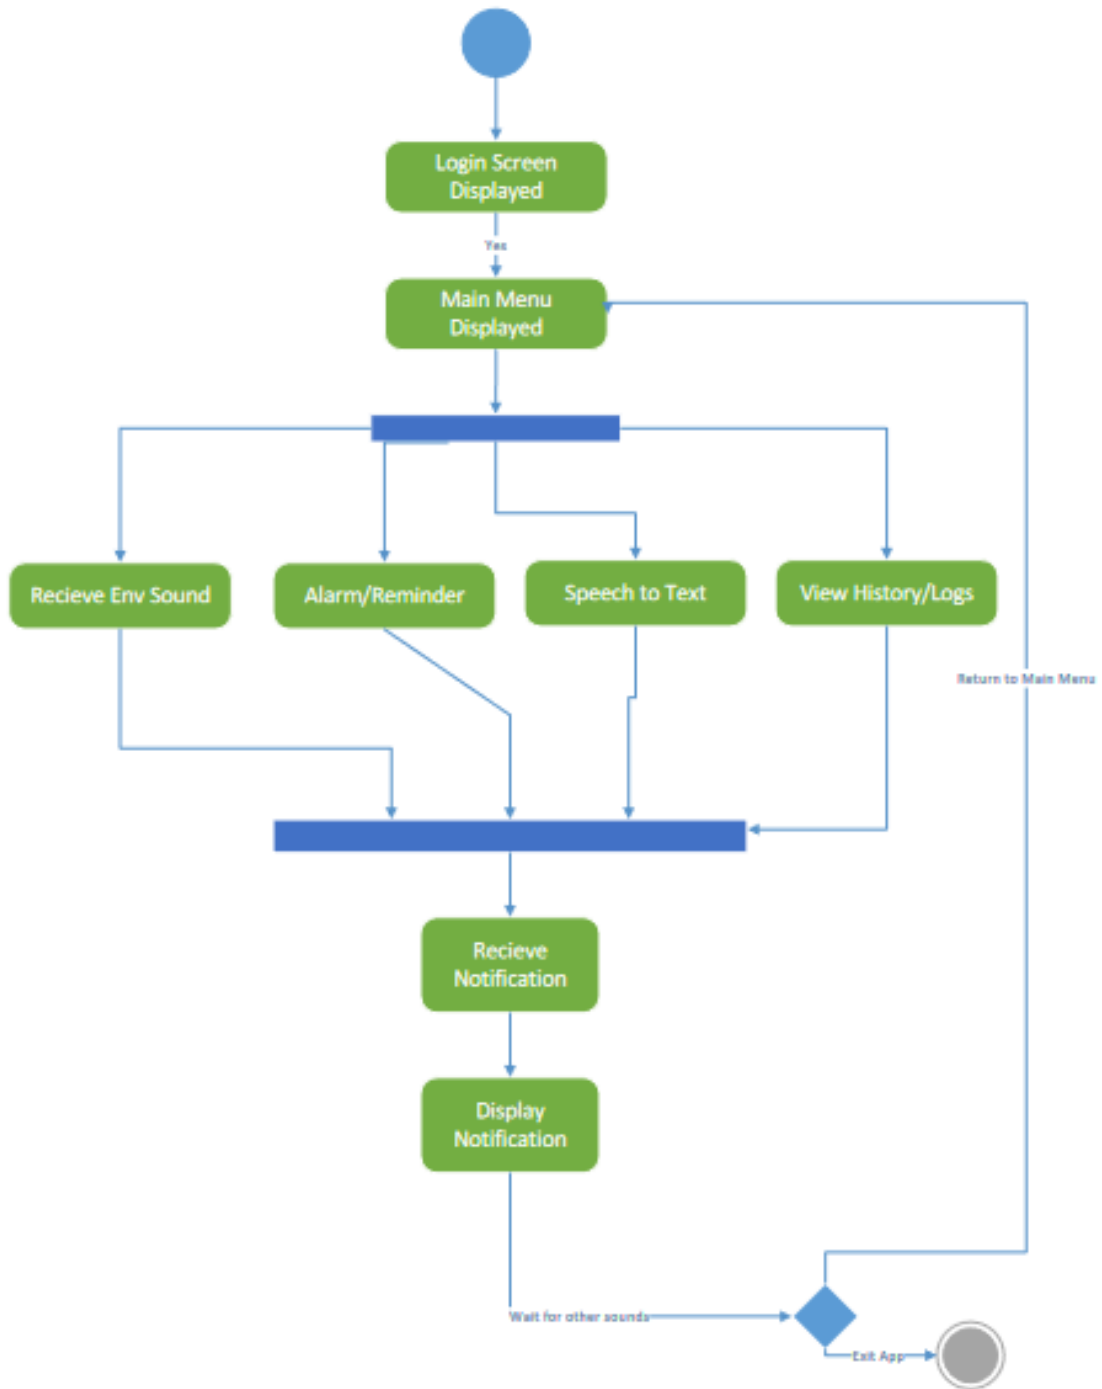 Login Screen
Displayed
Yes
Main Menu
Displayed
Recieve Env Sound
Alarm/Reminder
Speech to Text
View History/Logs
Return to Main Menu
Recieve
Notification
Display
Notification
Wait for other sounds
Exit App